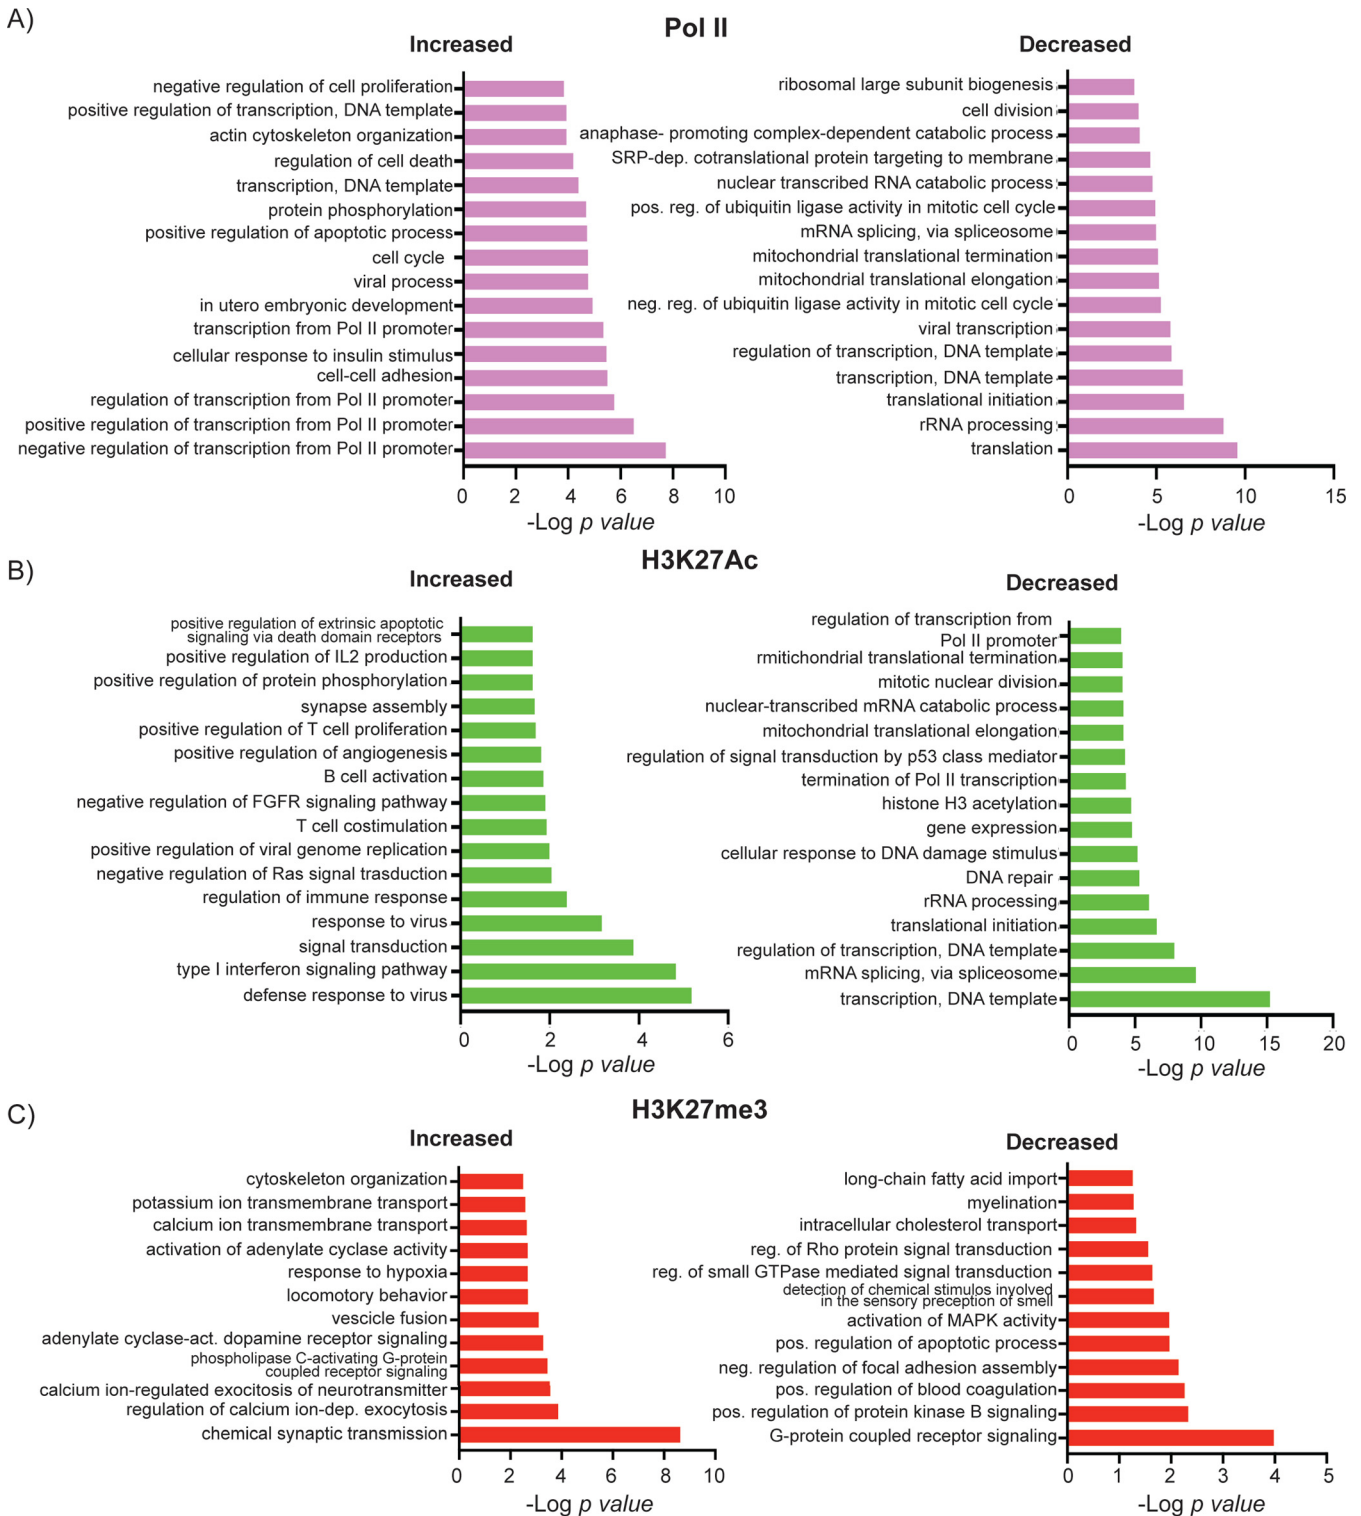 A)
Pol II
Increased
negative regulation of cell proliferation
positive regulation of transcription, DNA template
actin cytoskeleton organization
regulation of cell death
transcription, DNA template
protein phosphorylation
positive regulation of apoptotic process
cell cycle
viral process
in utero embryonic development
transcription from Pol II promoter
cellular response to insulin stimulus
cell-cell adhesion
regulation of transcription from Pol II promoter
positive regulation of transcription from Pol II promoter
negative regulation of transcription from Pol II promoter
0 2 4 6 8 10
-Log p value
Decreased
ribosomal large subunit biogenesis
cell division
anaphase- promoting complex-dependent catabolic process
SRP-dep. cotranslational protein targeting to membrane
nuclear transcribed RNA catabolic process
pos. reg. of ubiquitin ligase activity in mitotic cell cycle
mRNA splicing, via spliceosome
mitochondrial translational termination
mitochondrial translational elongation
neg. reg. of ubiquitin ligase activity in mitotic cell cycle
viral transcription
regulation of transcription, DNA template
transcription, DNA template
translational initiation
rRNA processing
translation
0 5 10 15
-Log p value
B)
H3K27Ac
Increased
positive regulation of extrinsic apoptotic
signaling via death domain receptors
positive regulation of IL2 production
positive regulation of protein phosphorylation
synapse assembly
positive regulation of T cell proliferation
positive regulation of angiogenesis
B cell activation
negative regulation of FGFR signaling pathway
T cell costimulation
positive regulation of viral genome replication
negative regulation of Ras signal trasduction
regulation of immune response
response to virus
signal transduction
type I interferon signaling pathway
defense response to virus
0 2 4 6
-Log p value
Decreased
regulation of transcription from
Pol II promoter
rmitichondrial translational termination
mitotic nuclear division
nuclear-transcribed mRNA catabolic process
mitochondrial translational elongation
regulation of signal transduction by p53 class mediator
termination of Pol II transcription
histone H3 acetylation
gene expression
cellular response to DNA damage stimulus
DNA repair
rRNA processing
translational initiation
regulation of transcription, DNA template
mRNA splicing, via spliceosome
transcription, DNA template
0 5 10 15 20
-Log p value
C)
H3K27me3
Increased
cytoskeleton organization
potassium ion transmembrane transport
calcium ion transmembrane transport
activation of adenylate cyclase activity
response to hypoxia
locomotory behavior
vescicle fusion
adenylate cyclase-act. dopamine receptor signaling
phospholipase C-activating G-protein
coupled receptor signaling
calcium ion-regulated exocitosis of neurotransmitter
regulation of calcium ion-dep. exocytosis
chemical synaptic transmission
0 2 4 6 8 10
-Log p value
Decreased
long-chain fatty acid import
myelination
intracellular cholesterol transport
reg. of Rho protein signal transduction
reg. of small GTPase mediated signal transduction
detection of chemical stimulos involved
in the sensory preception of smell
activation of MAPK activity
pos. regulation of apoptotic process
neg. regulation of focal adhesion assembly
pos. regulation of blood coagulation
pos. regulation of protein kinase B signaling
G-protein coupled receptor signaling
0 1 2 3 4 5
-Log p value